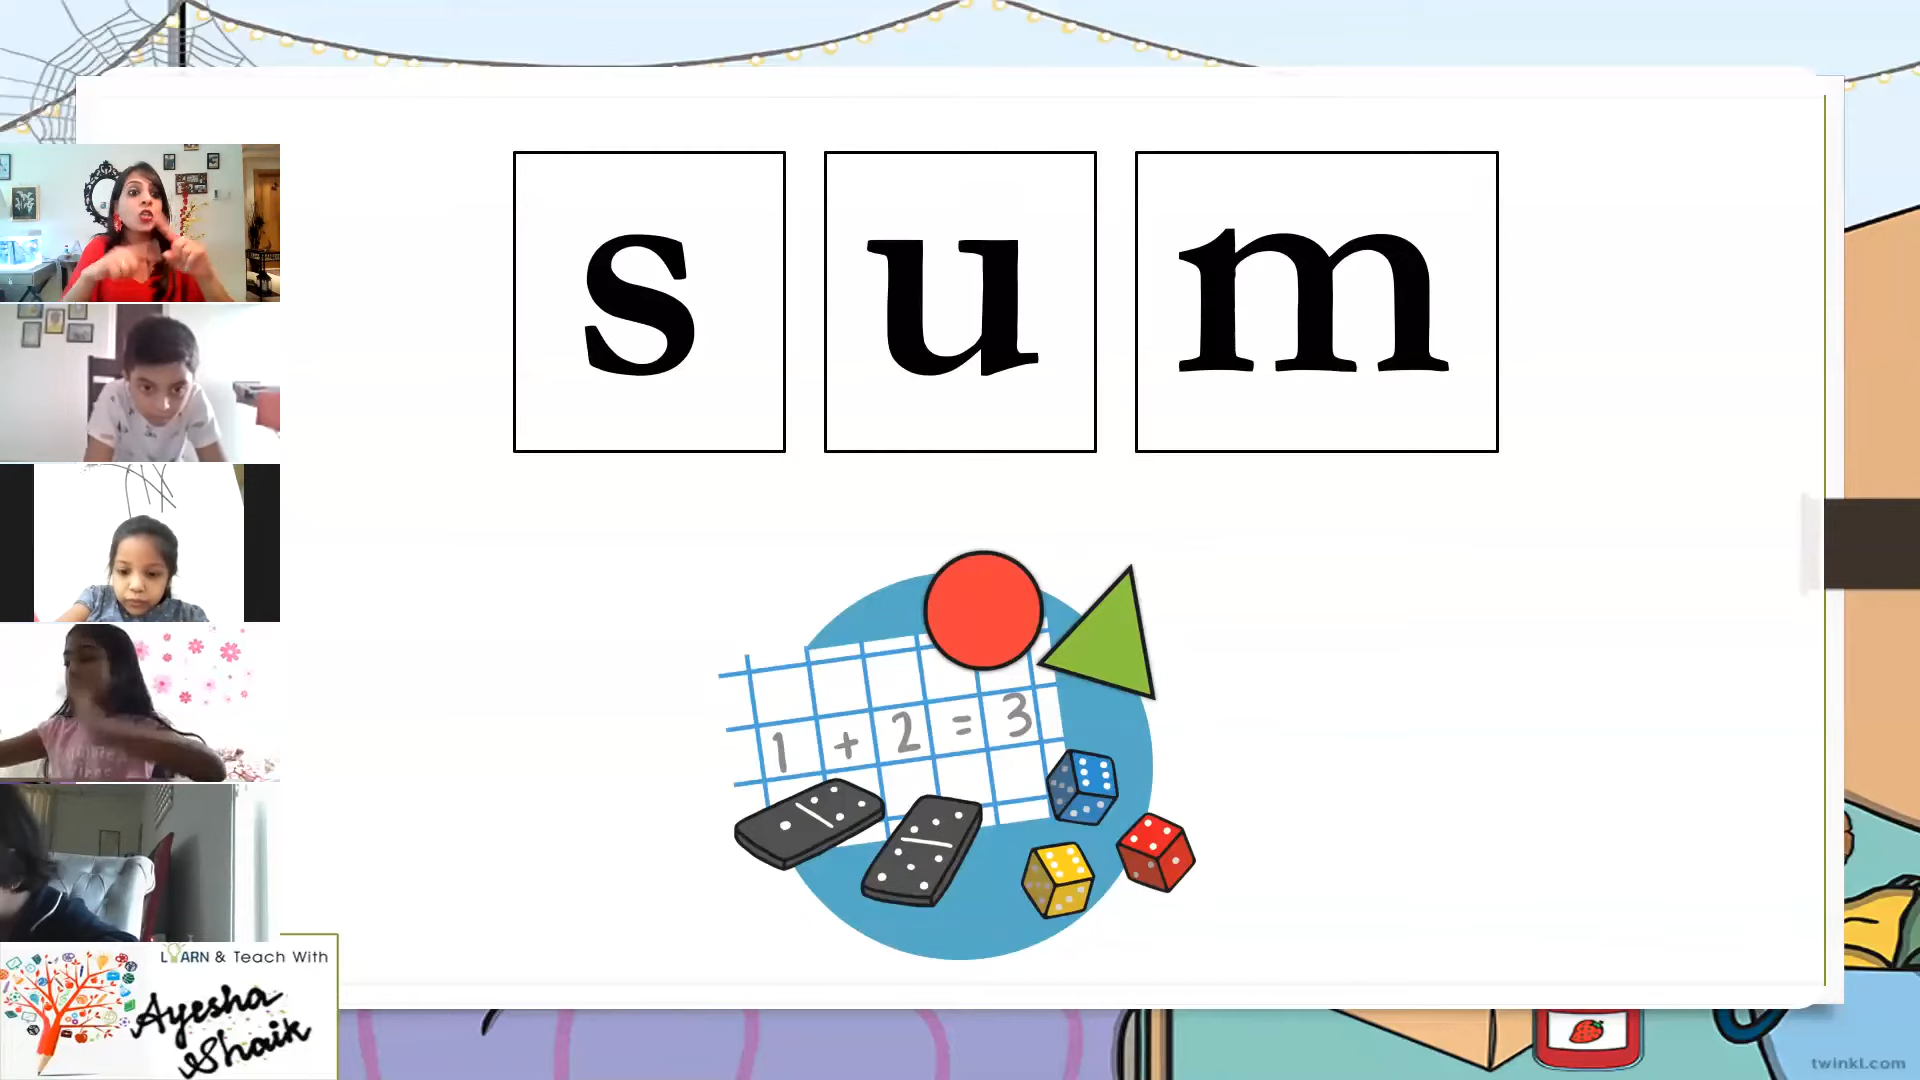 s u m
1 + 2 = 3
LEARN & Teach With
Ayesha
Shaik
twinkl.com